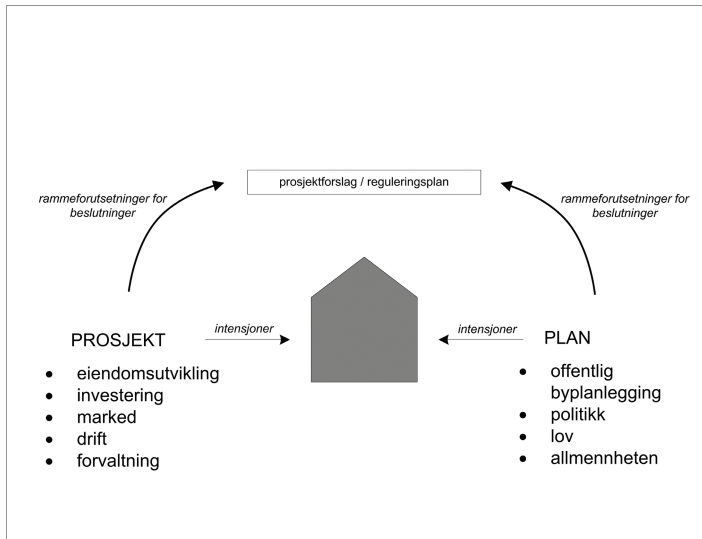 prosjektforslag / reguleringsplan
rammeforutsetninger for
beslutninger
rammeforutsetninger for
beslutninger
PROSJEKT
• eiendomsutvikling
• investering
• marked
• drift
• forvaltning
intensjoner
intensjoner
PLAN
• offentlig
byplanlegging
• politikk
• lov
• allmennheten